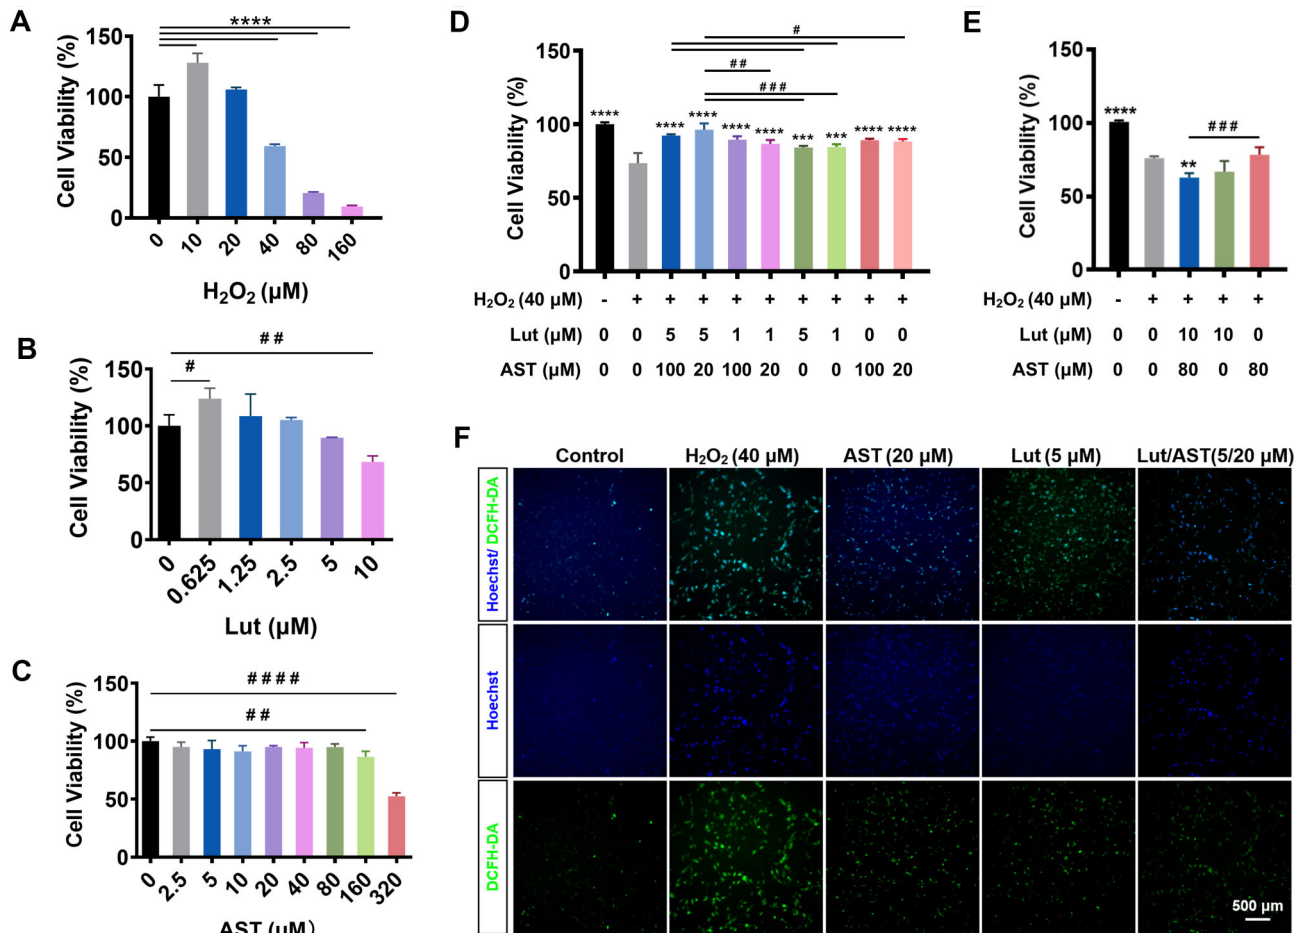 A
****
Cell Viability (%)
150
100
50
0
0 10 20 40 80 160
H₂O₂ (μM)
B
##
#
Cell Viability (%)
150
100
50
0
0 0.625 1.25 2.5 5 10
Lut (μM)
C
####
##
Cell Viability (%)
150
100
50
0
0 2.5 5 10 20 40 80 160 320
AST (μM)
D
#
##
###
Cell Viability (%)
150
100
50
0
**** **** **** **** **** *** *** **** ****
H₂O₂ (40 μM) - + + + + + + + + +
Lut (μM) 0 0 5 5 1 1 5 1 0 0
AST (μM) 0 0 100 20 100 20 0 0 100 20
E
Cell Viability (%)
150
100
50
0
**** ** ###
H₂O₂ (40 μM) - + + + +
Lut (μM) 0 0 10 10 0
AST (μM) 0 0 80 0 80
F
Control H₂O₂ (40 μM) AST (20 μM) Lut (5 μM) Lut/AST(5/20 μM)
Hoechst/ DCFH-DA
Hoechst
DCFH-DA
500 μm